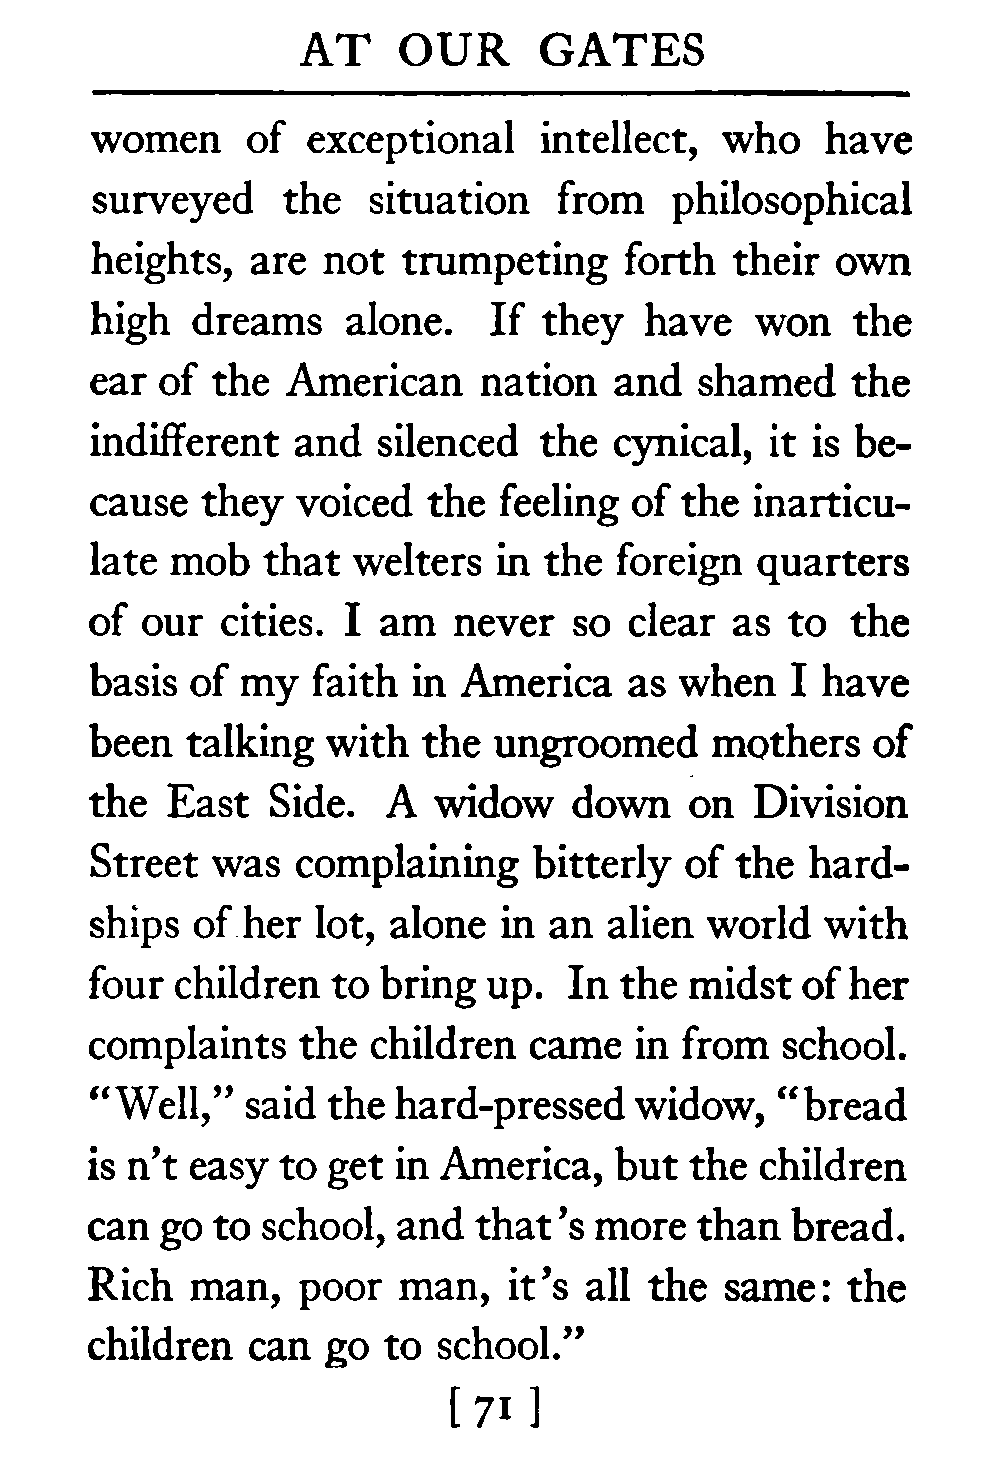 AT OUR GATES
women of exceptional intellect, who have
surveyed the situation from philosophical
heights, are not trumpeting forth their own
high dreams alone. If they have won the
ear of the American nation and shamed the
indifferent and silenced the cynical, it is be-
cause they voiced the feeling of the inarticu-
late mob that welters in the foreign quarters
of our cities. I am never so clear as to the
basis of my faith in America as when I have
been talking with the ungroomed mothers of
the East Side. A widow down on Division
Street was complaining bitterly of the hard-
ships of her lot, alone in an alien world with
four children to bring up. In the midst of her
complaints the children came in from school.
“Well,” said the hard-pressed widow, “bread
is n’t easy to get in America, but the children
can go to school, and that’s more than bread.
Rich man, poor man, it’s all the same: the
children can go to school.”
[ 71 ]